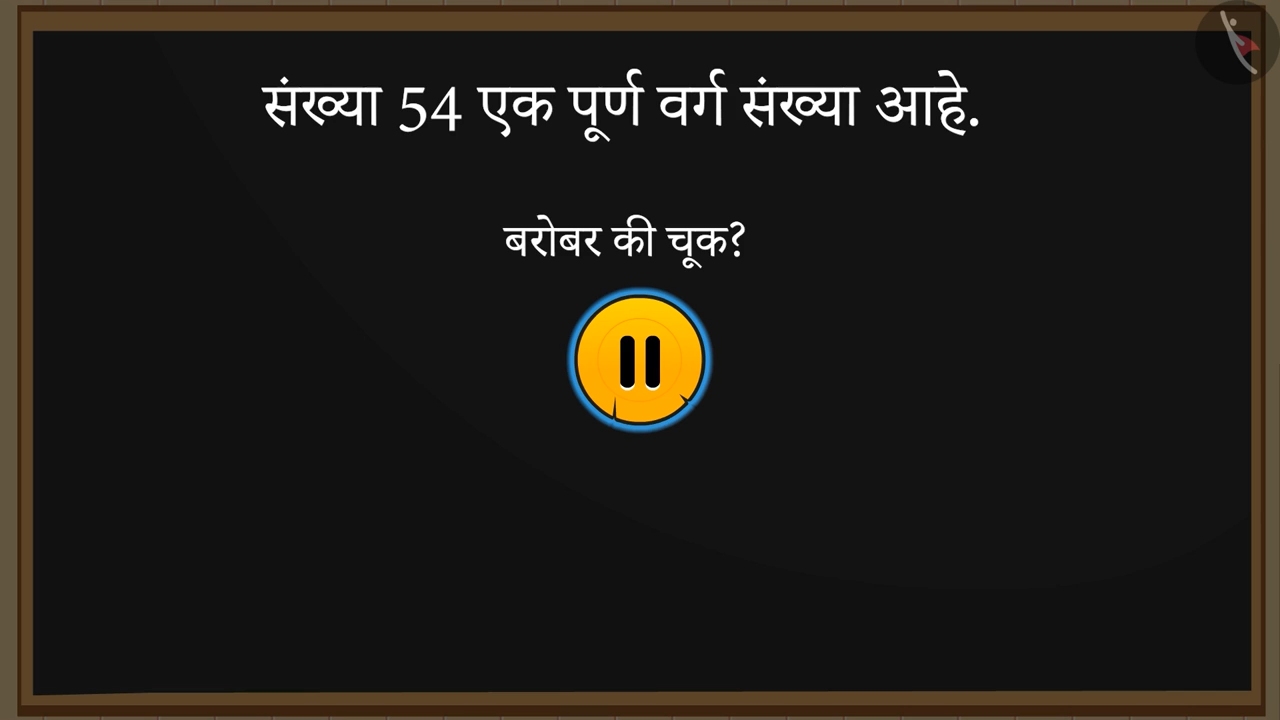 संख्या 54 एक पूर्ण वर्ग संख्या आहे.
बरोबर की चूक?